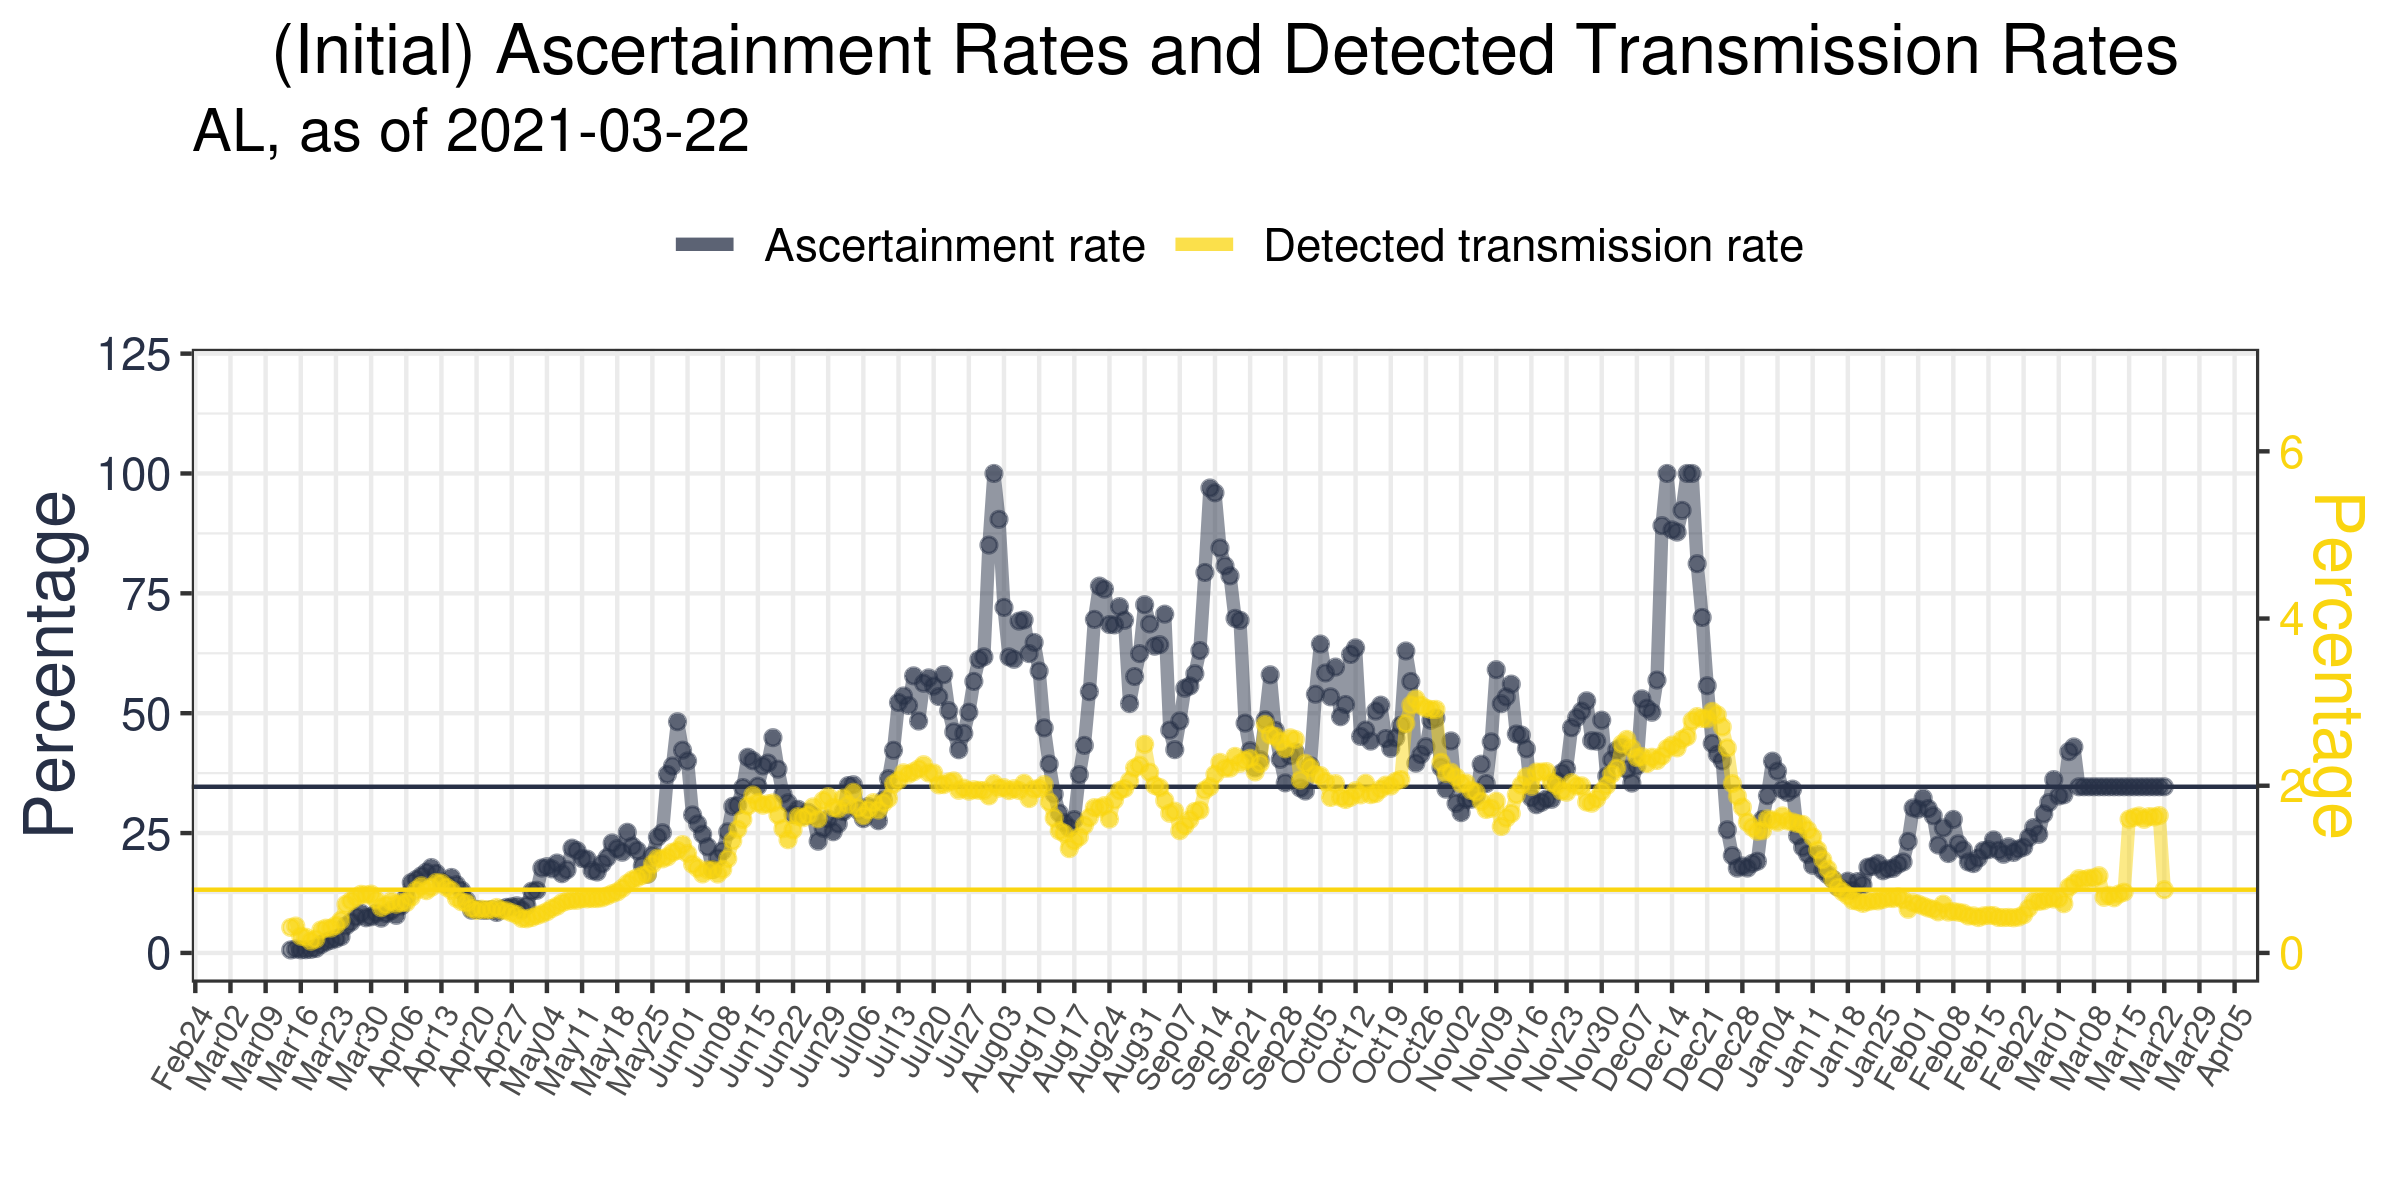 (Initial) Ascertainment Rates and Detected Transmission Rates
AL, as of 2021-03-22
Ascertainment rate Detected transmission rate
125
100
75
50
25
0
Percentage
6
4
2
0
Percentage
Feb24 Mar02 Mar09 Mar16 Mar23 Mar30 Apr06 Apr13 Apr20 Apr27 May04 May11 May18 May25 Jun01 Jun08 Jun15 Jun22 Jun29 Jul06 Jul13 Jul20 Jul27 Aug03 Aug10 Aug17 Aug24 Aug31 Sep07 Sep14 Sep21 Sep28 Oct05 Oct12 Oct19 Oct26 Nov02 Nov09 Nov16 Nov23 Nov30 Dec07 Dec14 Dec21 Dec28 Jan04 Jan11 Jan18 Jan25 Feb01 Feb08 Feb15 Feb22 Mar01 Mar08 Mar15 Mar22 Mar29 Apr05